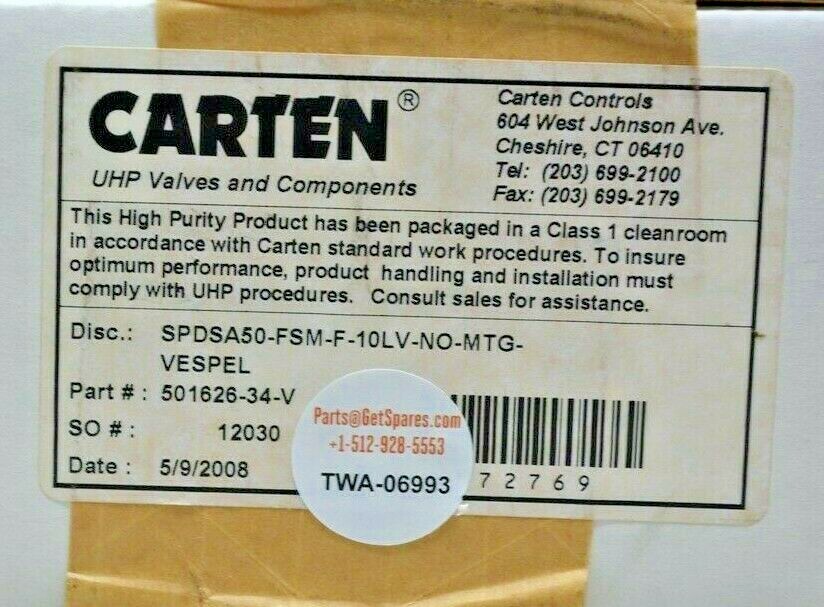 CARTEN®
UHP Valves and Components
Carten Controls
604 West Johnson Ave.
Cheshire, CT 06410
Tel: (203) 699-2100
Fax: (203) 699-2179
This High Purity Product has been packaged in a Class 1 cleanroom
in accordance with Carten standard work procedures. To insure
optimum performance, product handling and installation must
comply with UHP procedures. Consult sales for assistance.
Disc.: SPDSA50-FSM-F-10LV-NO-MTG-
VESPEL
Part # : 501626-34-V
SO # : 12030
Date : 5/9/2008
Parts@GetSpares.com
+1-512-928-5553
TWA-06993
72769